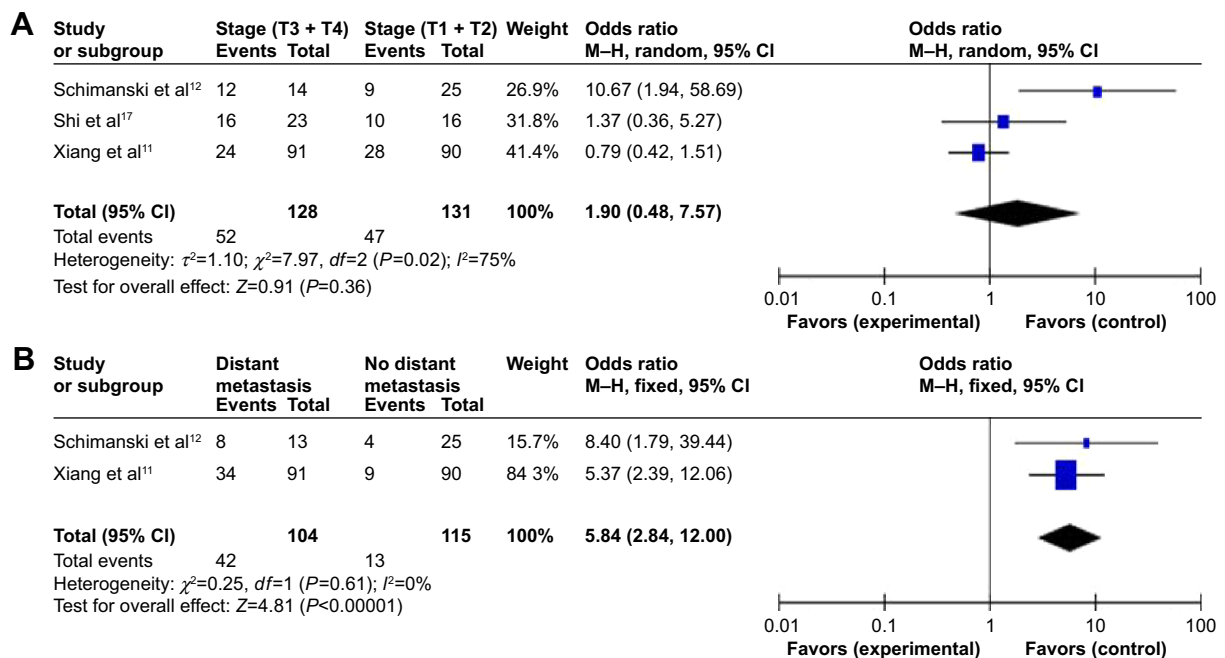 A
Study Stage (T3 + T4) Stage (T1 + T2) Weight Odds ratio Odds ratio
or subgroup Events Total Events Total M–H, random, 95% CI M–H, random, 95% CI
Schimanski et al¹² 12 14 9 25 26.9% 10.67 (1.94, 58.69)
Shi et al¹⁷ 16 23 10 16 31.8% 1.37 (0.36, 5.27)
Xiang et al¹¹ 24 91 28 90 41.4% 0.79 (0.42, 1.51)
Total (95% CI) 128 131 100% 1.90 (0.48, 7.57)
Total events 52 47
Heterogeneity: τ²=1.10; χ²=7.97, df=2 (P=0.02); I²=75%
Test for overall effect: Z=0.91 (P=0.36)
0.01 0.1 1 10 100
Favors (experimental) Favors (control)
B
Study Distant No distant Weight Odds ratio Odds ratio
or subgroup metastasis metastasis M–H, fixed, 95% CI M–H, fixed, 95% CI
Events Total Events Total
Schimanski et al¹² 8 13 4 25 15.7% 8.40 (1.79, 39.44)
Xiang et al¹¹ 34 91 9 90 84 3% 5.37 (2.39, 12.06)
Total (95% CI) 104 115 100% 5.84 (2.84, 12.00)
Total events 42 13
Heterogeneity: χ²=0.25, df=1 (P=0.61); I²=0%
Test for overall effect: Z=4.81 (P<0.00001)
0.01 0.1 1 10 100
Favors (experimental) Favors (control)